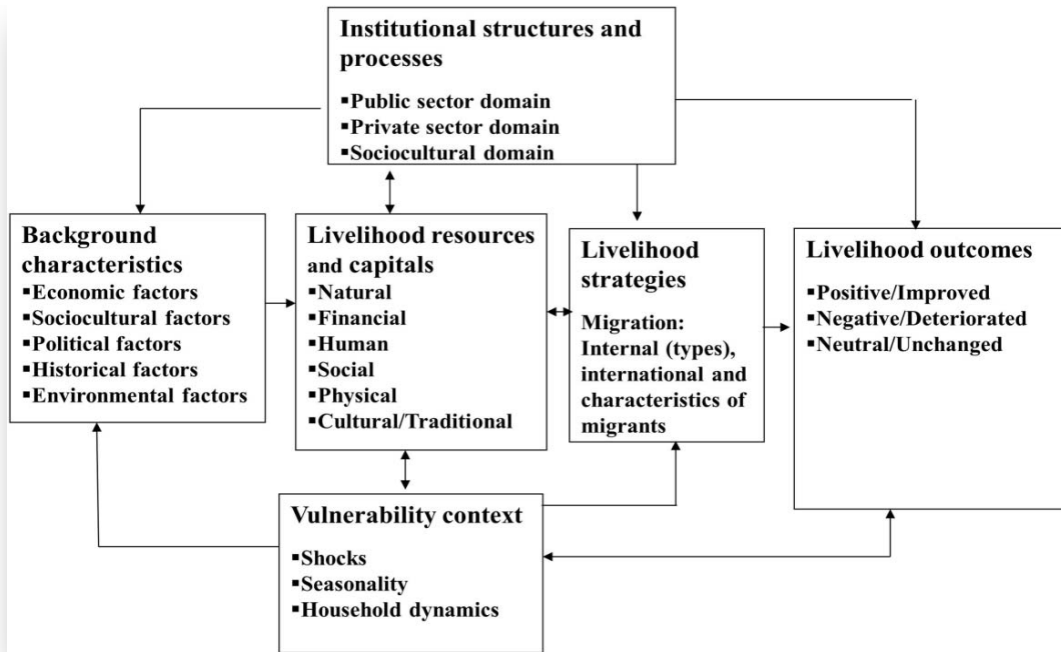 Institutional structures and
processes
▪Public sector domain
▪Private sector domain
▪Sociocultural domain
Background
characteristics
▪Economic factors
▪Sociocultural factors
▪Political factors
▪Historical factors
▪Environmental factors
Livelihood resources
and capitals
▪Natural
▪Financial
▪Human
▪Social
▪Physical
▪Cultural/Traditional
Livelihood
strategies
Migration:
Internal (types),
international and
characteristics of
migrants
Livelihood outcomes
▪Positive/Improved
▪Negative/Deteriorated
▪Neutral/Unchanged
Vulnerability context
▪Shocks
▪Seasonality
▪Household dynamics